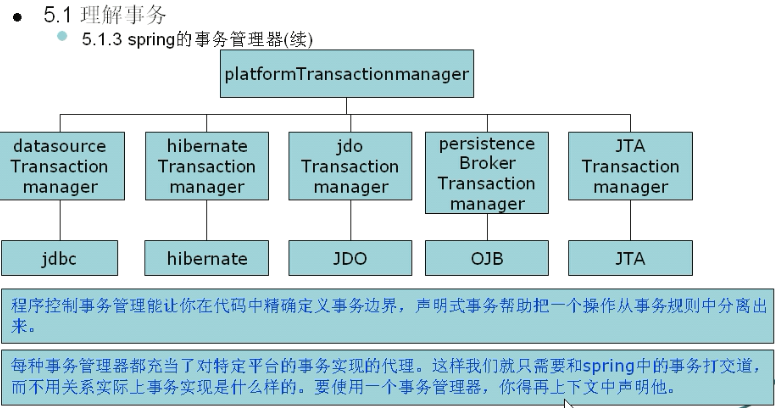 5.1 理解事务
5.1.3 spring的事务管理器(续)
platformTransactionmanager
datasource
Transaction
manager
hibernate
Transaction
manager
jdo
Transaction
manager
persistence
Broker
Transaction
manager
JTA
Transaction
manager
jdbc
hibernate
JDO
OJB
JTA
程序控制事务管理能让你在代码中精确定义事务边界，声明式事务帮助把一个操作从事务规则中分离出
来。
每种事务管理器都充当了对特定平台的事务实现的代理。这样我们就只需要和spring中的事务打交道，
而不用关系实际上事务实现是什么样的。要使用一个事务管理器，你得再上下文中声明他。